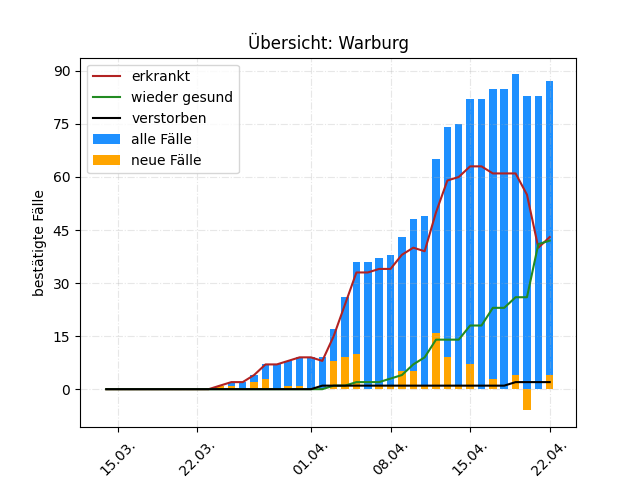 Übersicht: Warburg
erkrankt
wieder gesund
verstorben
alle Fälle
neue Fälle
bestätigte Fälle
90
75
60
45
30
15
0
15.03.
22.03.
01.04.
08.04.
15.04.
22.04.